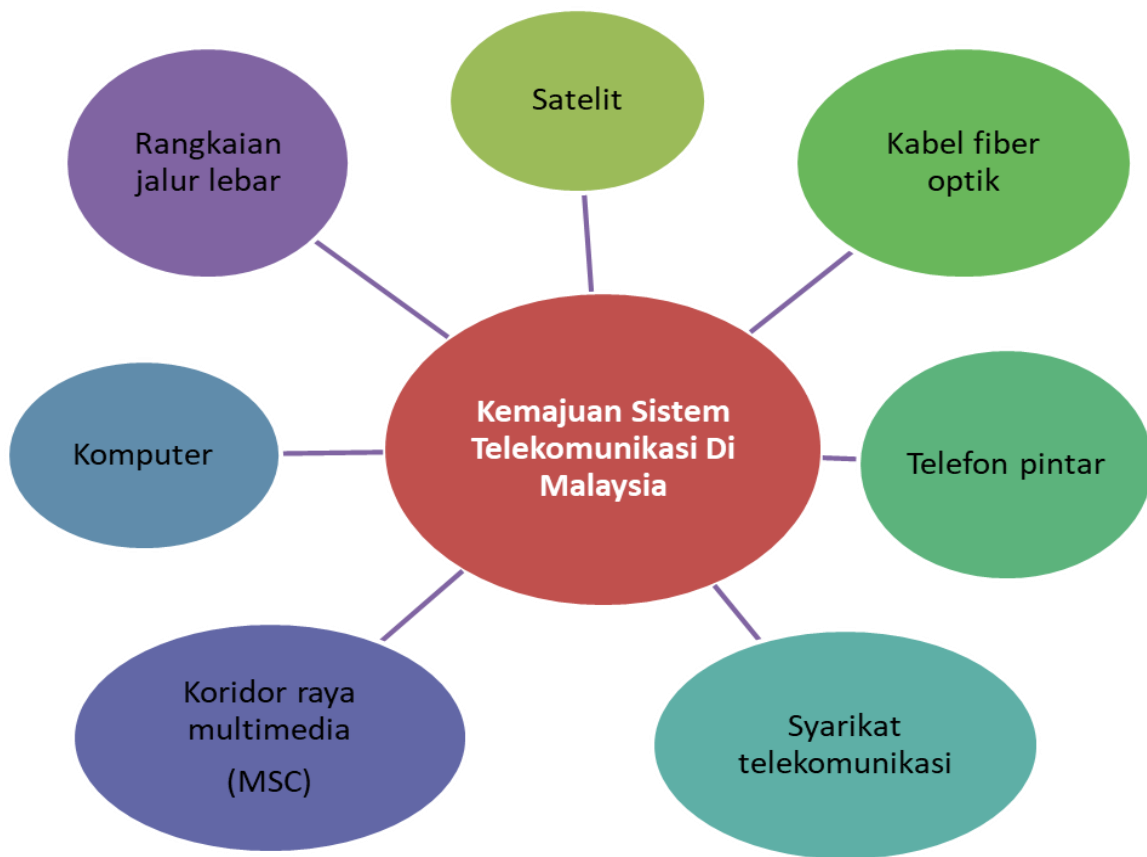 Satelit
Rangkaian
jalur lebar
Kabel fiber
optik
Kemajuan Sistem
Telekomunikasi Di
Malaysia
Komputer
Telefon pintar
Koridor raya
multimedia
(MSC)
Syarikat
telekomunikasi